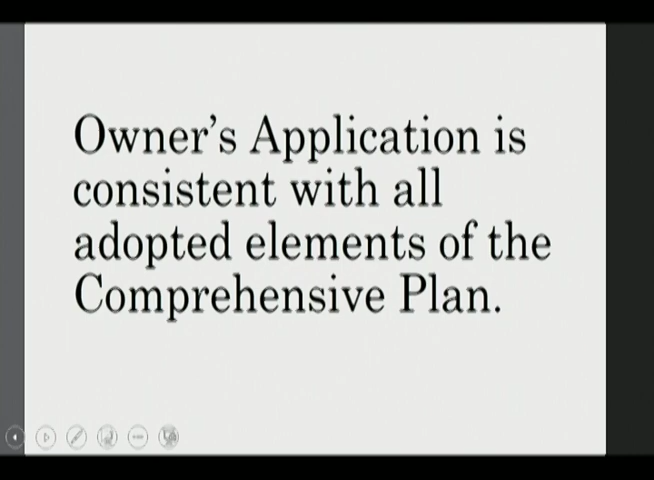 Owner’s Application is
consistent with all
adopted elements of the
Comprehensive Plan.